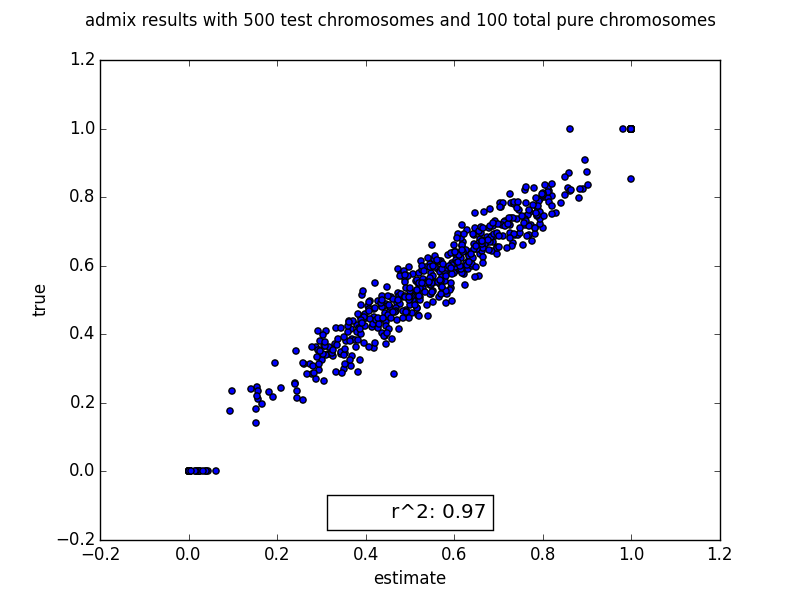 admix results with 500 test chromosomes and 100 total pure chromosomes
1.2
1.0
0.8
0.6
0.4
0.2
0.0
−0.2
true
r^2: 0.97
−0.2 0.0 0.2 0.4 0.6 0.8 1.0 1.2
estimate